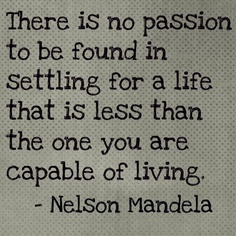 There is no passion
to be found in
settling for a life
that is less than
the one you are
capable of living.
- Nelson Mandela